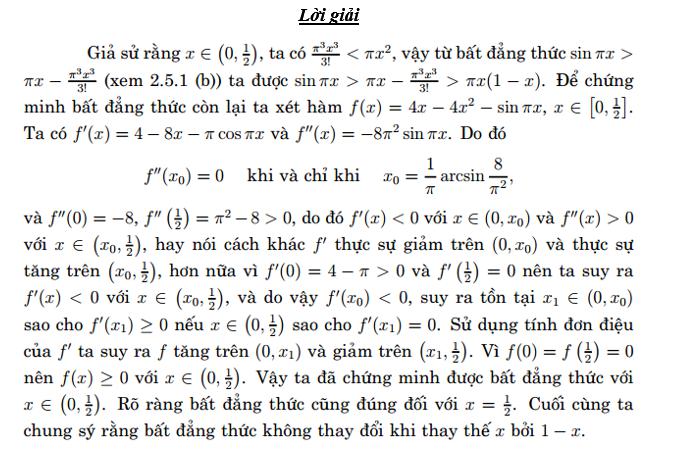 Lời giải
Giả sử rằng x ∈ (0, 1/2), ta có π³x³/3! < πx², vậy từ bất đẳng thức sin πx >
πx − π³x³/3! (xem 2.5.1 (b)) ta được sin πx > πx − π³x³/3! > πx(1 − x). Để chứng
minh bất đẳng thức còn lại ta xét hàm f(x) = 4x − 4x² − sin πx, x ∈ [0, 1/2].
Ta có f′(x) = 4 − 8x − π cos πx và f″(x) = −8π² sin πx. Do đó
f″(x₀) = 0 khi và chỉ khi x₀ = 1/π arcsin 8/π²,
và f″(0) = −8, f″(1/2) = π² − 8 > 0, do đó f′(x) < 0 với x ∈ (0, x₀) và f″(x) > 0
với x ∈ (x₀, 1/2), hay nói cách khác f′ thực sự giảm trên (0, x₀) và thực sự
tăng trên (x₀, 1/2), hơn nữa vì f′(0) = 4 − π > 0 và f′(1/2) = 0 nên ta suy ra
f′(x) < 0 với x ∈ (x₀, 1/2), và do vậy f′(x₀) < 0, suy ra tồn tại x₁ ∈ (0, x₀)
sao cho f′(x₁) ≥ 0 nếu x ∈ (0, 1/2) sao cho f′(x₁) = 0. Sử dụng tính đơn điệu
của f′ ta suy ra f tăng trên (0, x₁) và giảm trên (x₁, 1/2). Vì f(0) = f(1/2) = 0
nên f(x) ≥ 0 với x ∈ (0, 1/2). Vậy ta đã chứng minh được bất đẳng thức với
x ∈ (0, 1/2). Rõ ràng bất đẳng thức cũng đúng đối với x = 1/2. Cuối cùng ta
chung sý rằng bất đẳng thức không thay đổi khi thay thế x bởi 1 − x.